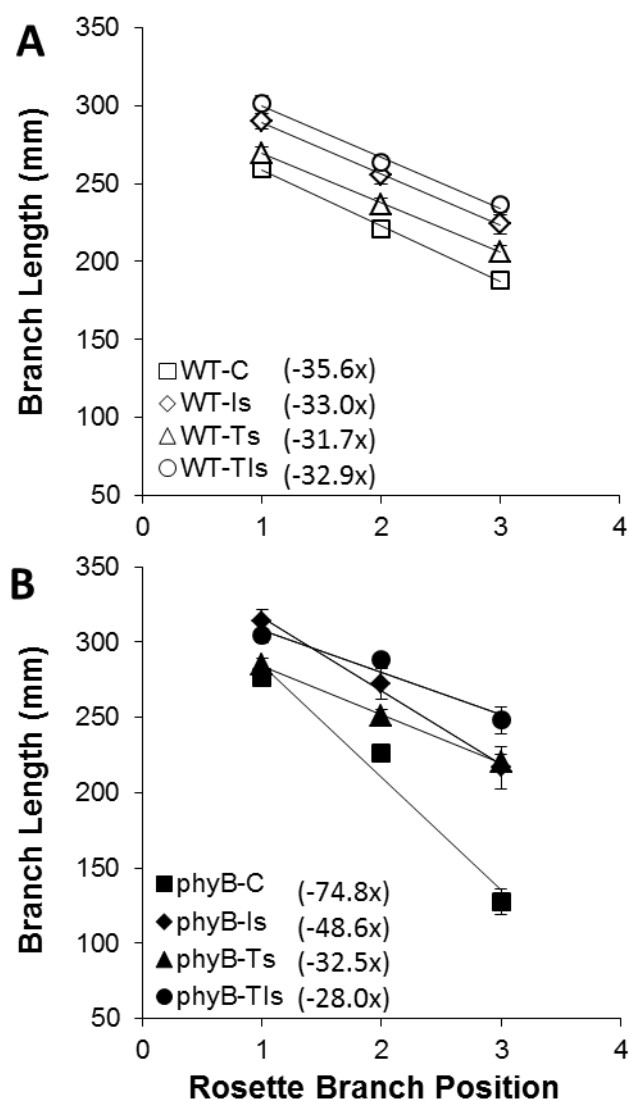 A
Branch Length (mm)
350
300
250
200
150
100
50
WT-C (-35.6x)
WT-Is (-33.0x)
WT-Ts (-31.7x)
WT-TIs (-32.9x)
0 1 2 3 4
B
Branch Length (mm)
350
300
250
200
150
100
50
phyB-C (-74.8x)
phyB-Is (-48.6x)
phyB-Ts (-32.5x)
phyB-TIs (-28.0x)
0 1 2 3 4
Rosette Branch Position